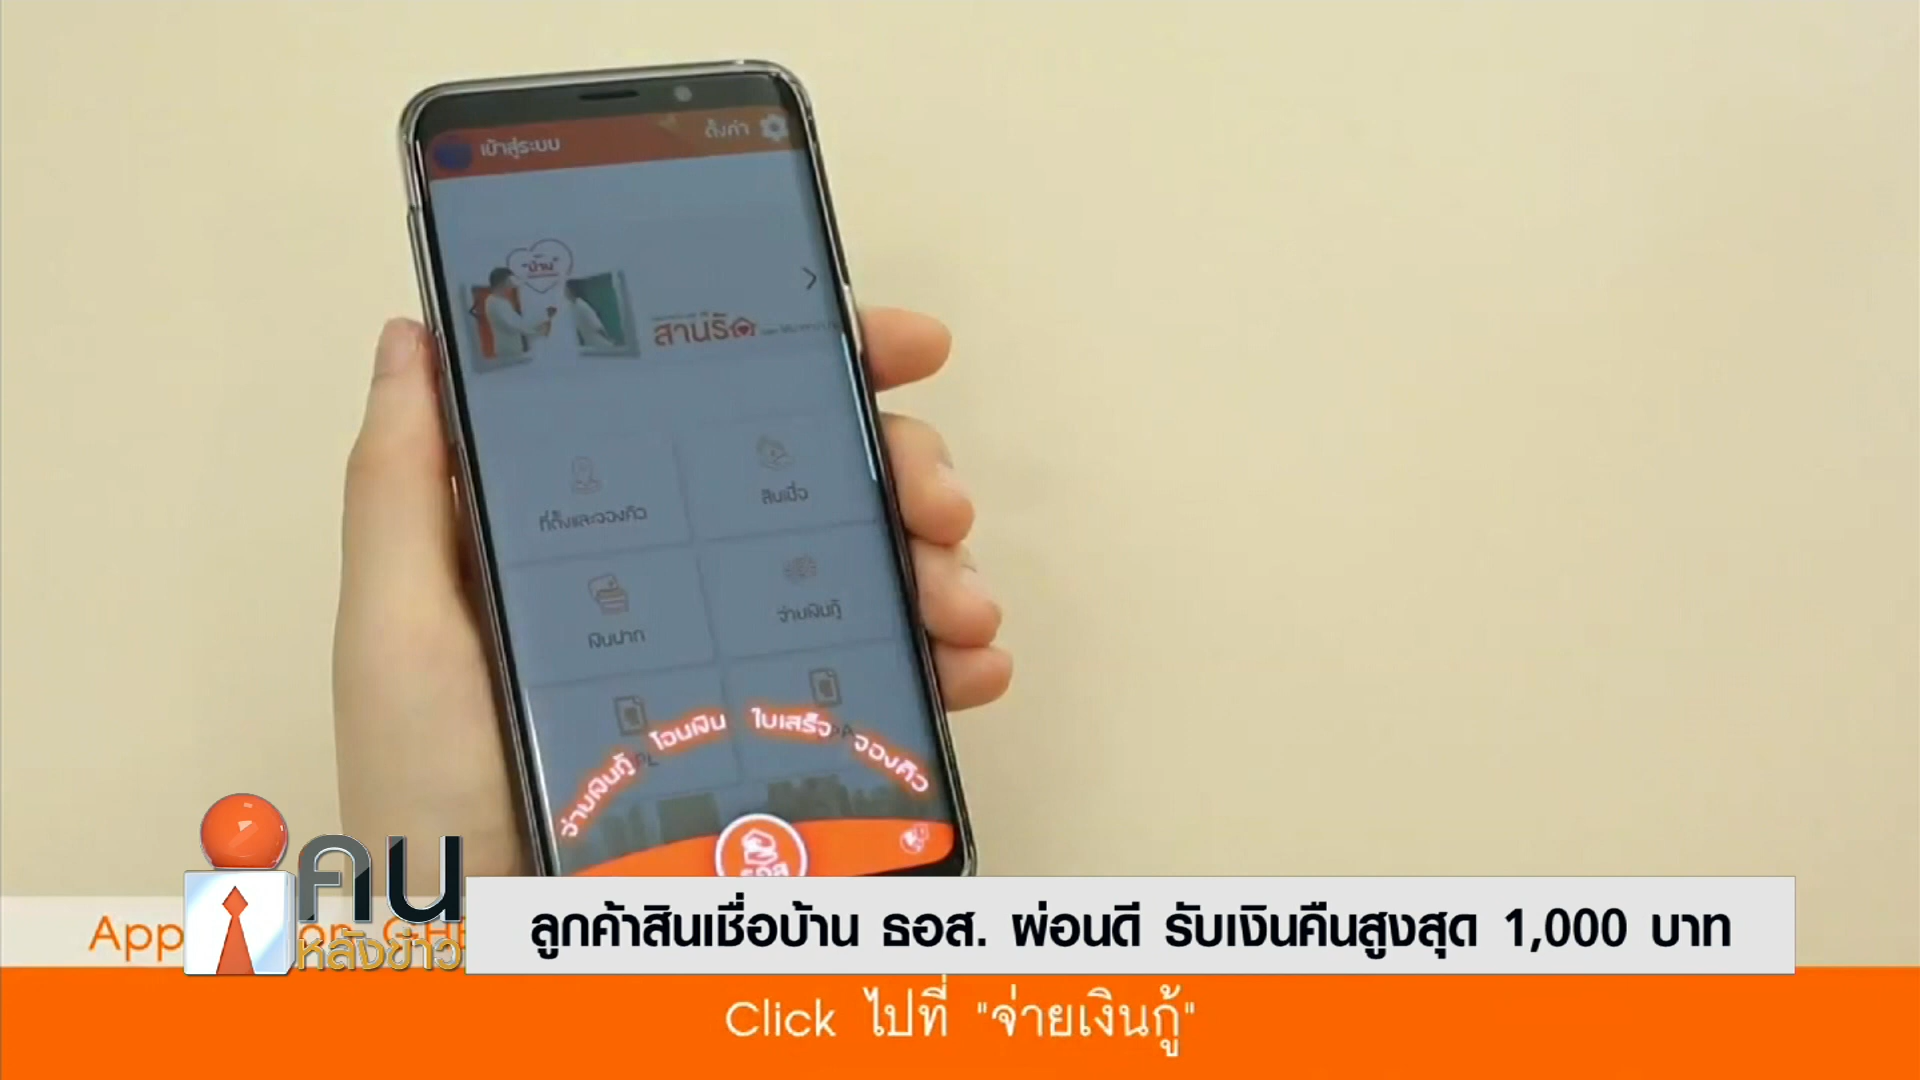 เข้าสู่ระบบ
ตั้งค่า
"บ้าน"
สานรัก
ที่ตั้งและจองคิว
สินเชื่อ
เงินฝาก
จ่ายเงินกู้
จ่ายเงินกู้ โอนเงิน ใบเสร็จ จองคิว
ธอส
คน
หลังข่าว
ลูกค้าสินเชื่อบ้าน ธอส. ผ่อนดี รับเงินคืนสูงสุด 1,000 บาท
Click ไปที่ "จ่ายเงินกู้"